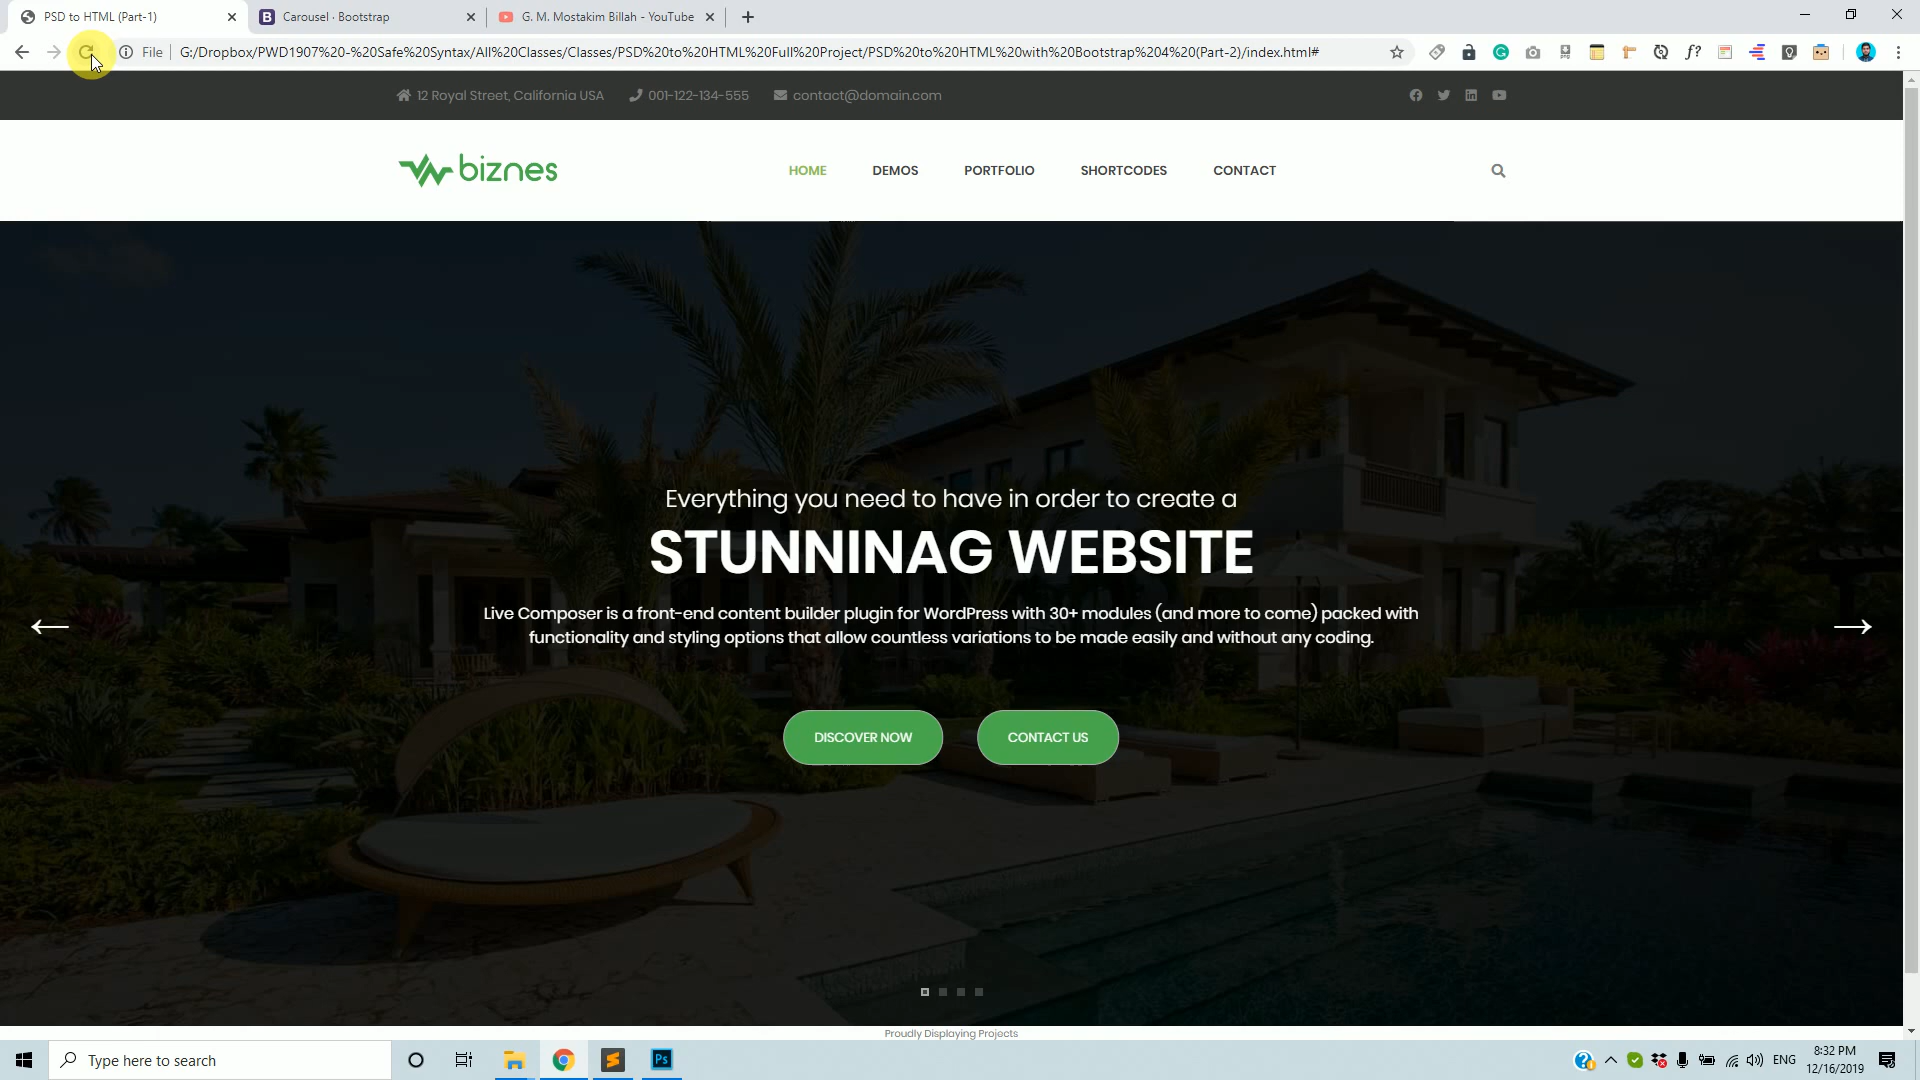 PSD to HTML (Part-1)
Carousel · Bootstrap
G. M. Mostakim Billah - YouTube
File
G:/Dropbox/PWD1907%20-%20Safe%20Syntax/All%20Classes/Classes/PSD%20to%20HTML%20Full%20Project/PSD%20to%20HTML%20with%20Bootstrap%204%20(Part-2)/index.html#
12 Royal Street, California USA
001-122-134-555
contact@domain.com
biznes
HOME
DEMOS
PORTFOLIO
SHORTCODES
CONTACT
Everything you need to have in order to create a
STUNNINAG WEBSITE
Live Composer is a front-end content builder plugin for WordPress with 30+ modules (and more to come) packed with
functionality and styling options that allow countless variations to be made easily and without any coding.
DISCOVER NOW
CONTACT US
Proudly Displaying Projects
Type here to search
Ps
ENG
8:32 PM
12/16/2019